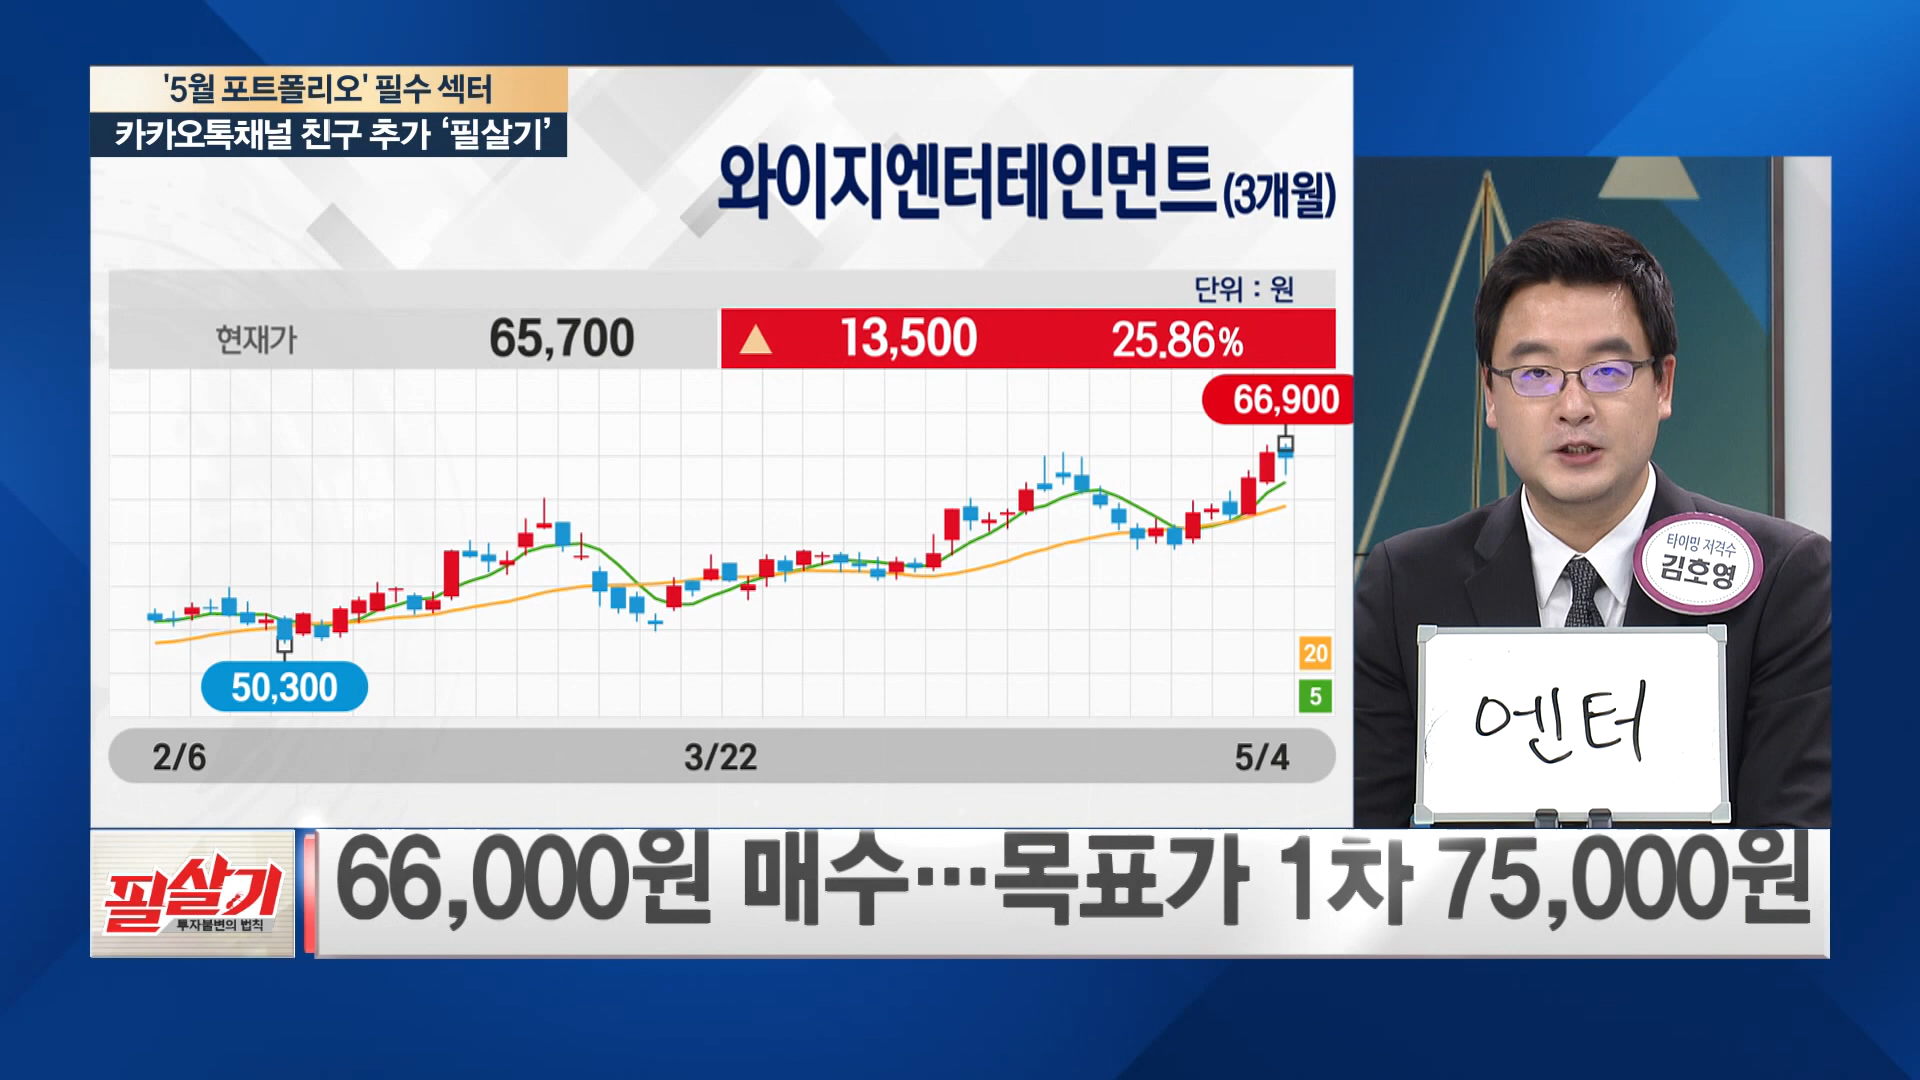 '5월 포트폴리오' 필수 섹터
카카오톡채널 친구 추가 ‘필살기’
와이지엔터테인먼트(3개월)
단위 : 원
현재가 65,700 ▲ 13,500 25.86%
66,900
50,300
20
5
2/6 3/22 5/4
타이밍 저격수
김호영
엔터
필살기
투자불변의 법칙
66,000원 매수…목표가 1차 75,000원